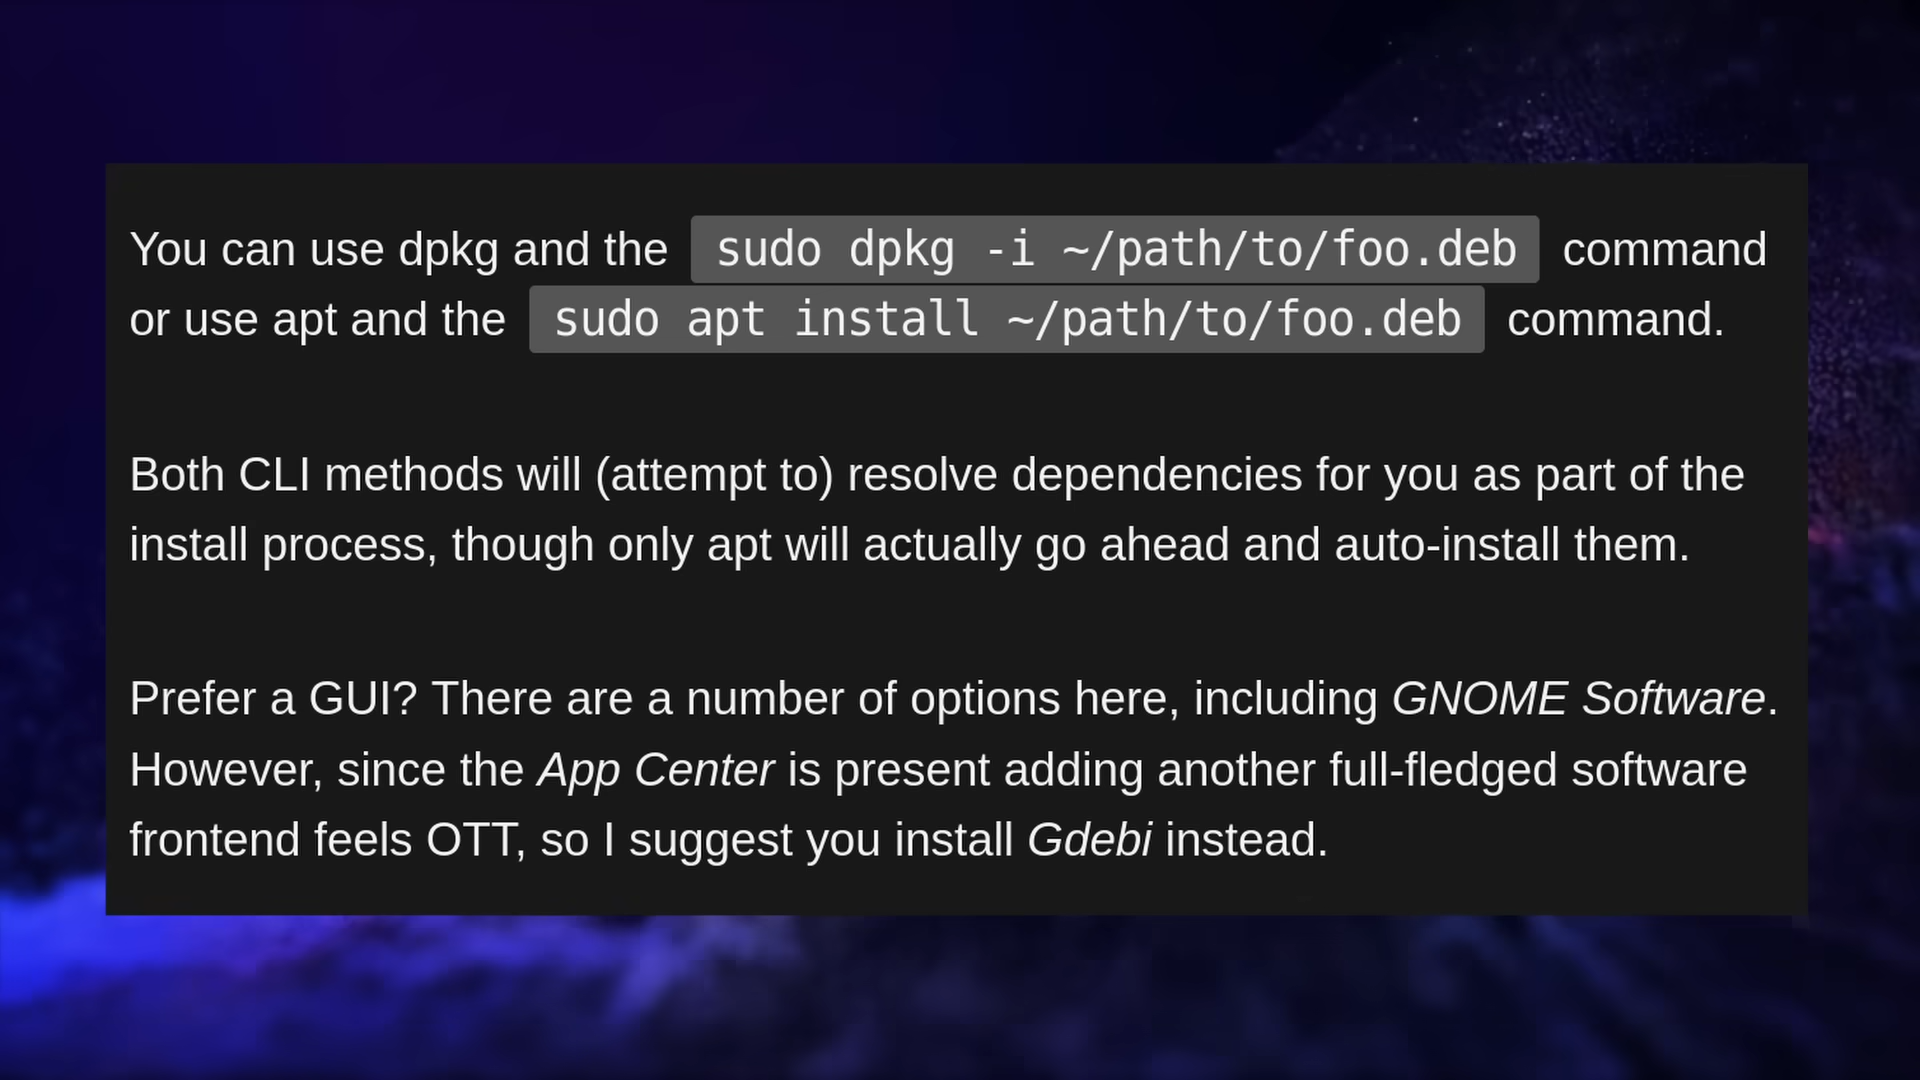 You can use dpkg and the sudo dpkg -i ~/path/to/foo.deb command
or use apt and the sudo apt install ~/path/to/foo.deb command.
Both CLI methods will (attempt to) resolve dependencies for you as part of the
install process, though only apt will actually go ahead and auto-install them.
Prefer a GUI? There are a number of options here, including GNOME Software.
However, since the App Center is present adding another full-fledged software
frontend feels OTT, so I suggest you install Gdebi instead.